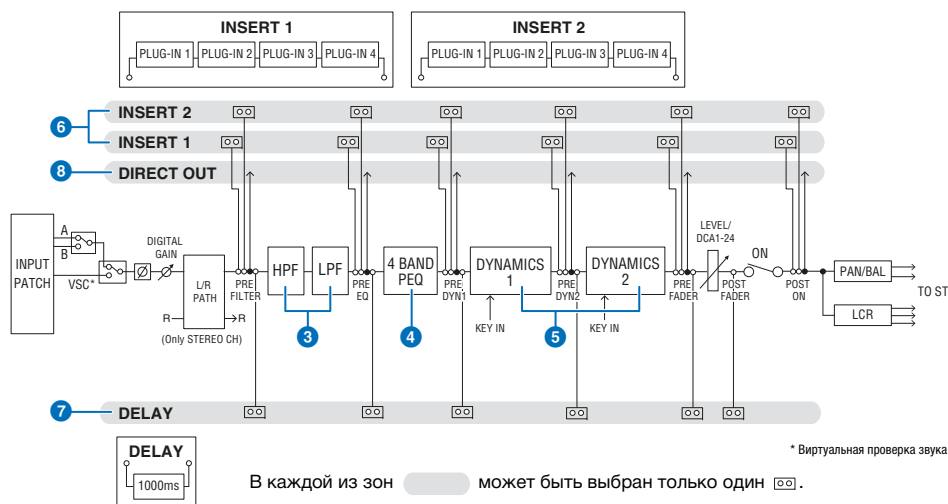 INSERT 1
PLUG-IN 1 PLUG-IN 2 PLUG-IN 3 PLUG-IN 4
INSERT 2
PLUG-IN 1 PLUG-IN 2 PLUG-IN 3 PLUG-IN 4
INSERT 2
6
INSERT 1
8
DIRECT OUT
INPUT
PATCH
A
B
VSC*
DIGITAL
GAIN
L/R
PATH
R
R
(Only STEREO CH)
PRE
FILTER
HPF
LPF
3
PRE
EQ
4 BAND
PEQ
4
PRE
DYN1
DYNAMICS
1
KEY IN
5
PRE
DYN2
DYNAMICS
2
KEY IN
PRE
FADER
LEVEL/
DCA1-24
POST
FADER
ON
POST
ON
PAN/BAL
LCR
TO ST
7
DELAY
DELAY
1000ms
* Виртуальная проверка звука
В каждой из зон может быть выбран только один .